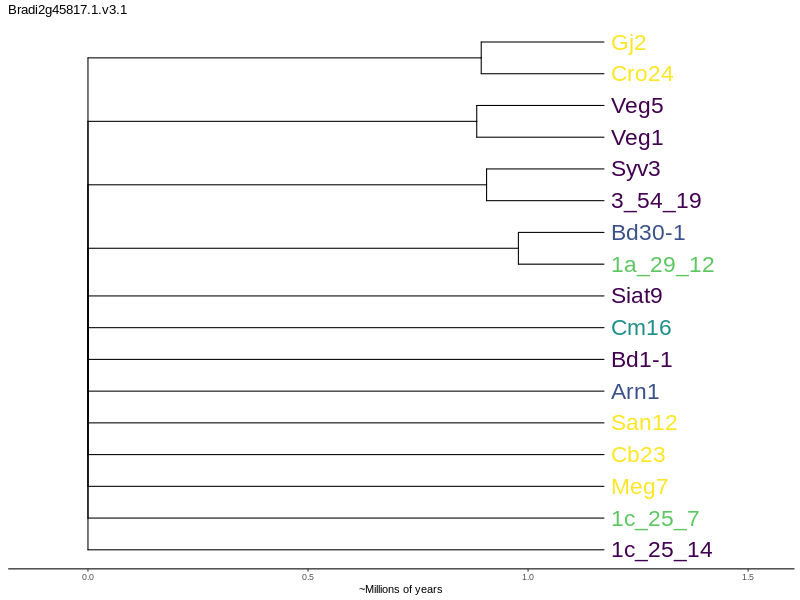 Bradi2g45817.1.v3.1
Gj2
Cro24
Veg5
Veg1
Syv3
3_54_19
Bd30-1
1a_29_12
Siat9
Cm16
Bd1-1
Arn1
San12
Cb23
Meg7
1c_25_7
1c_25_14
0.0 0.5 1.0 1.5
~Millions of years